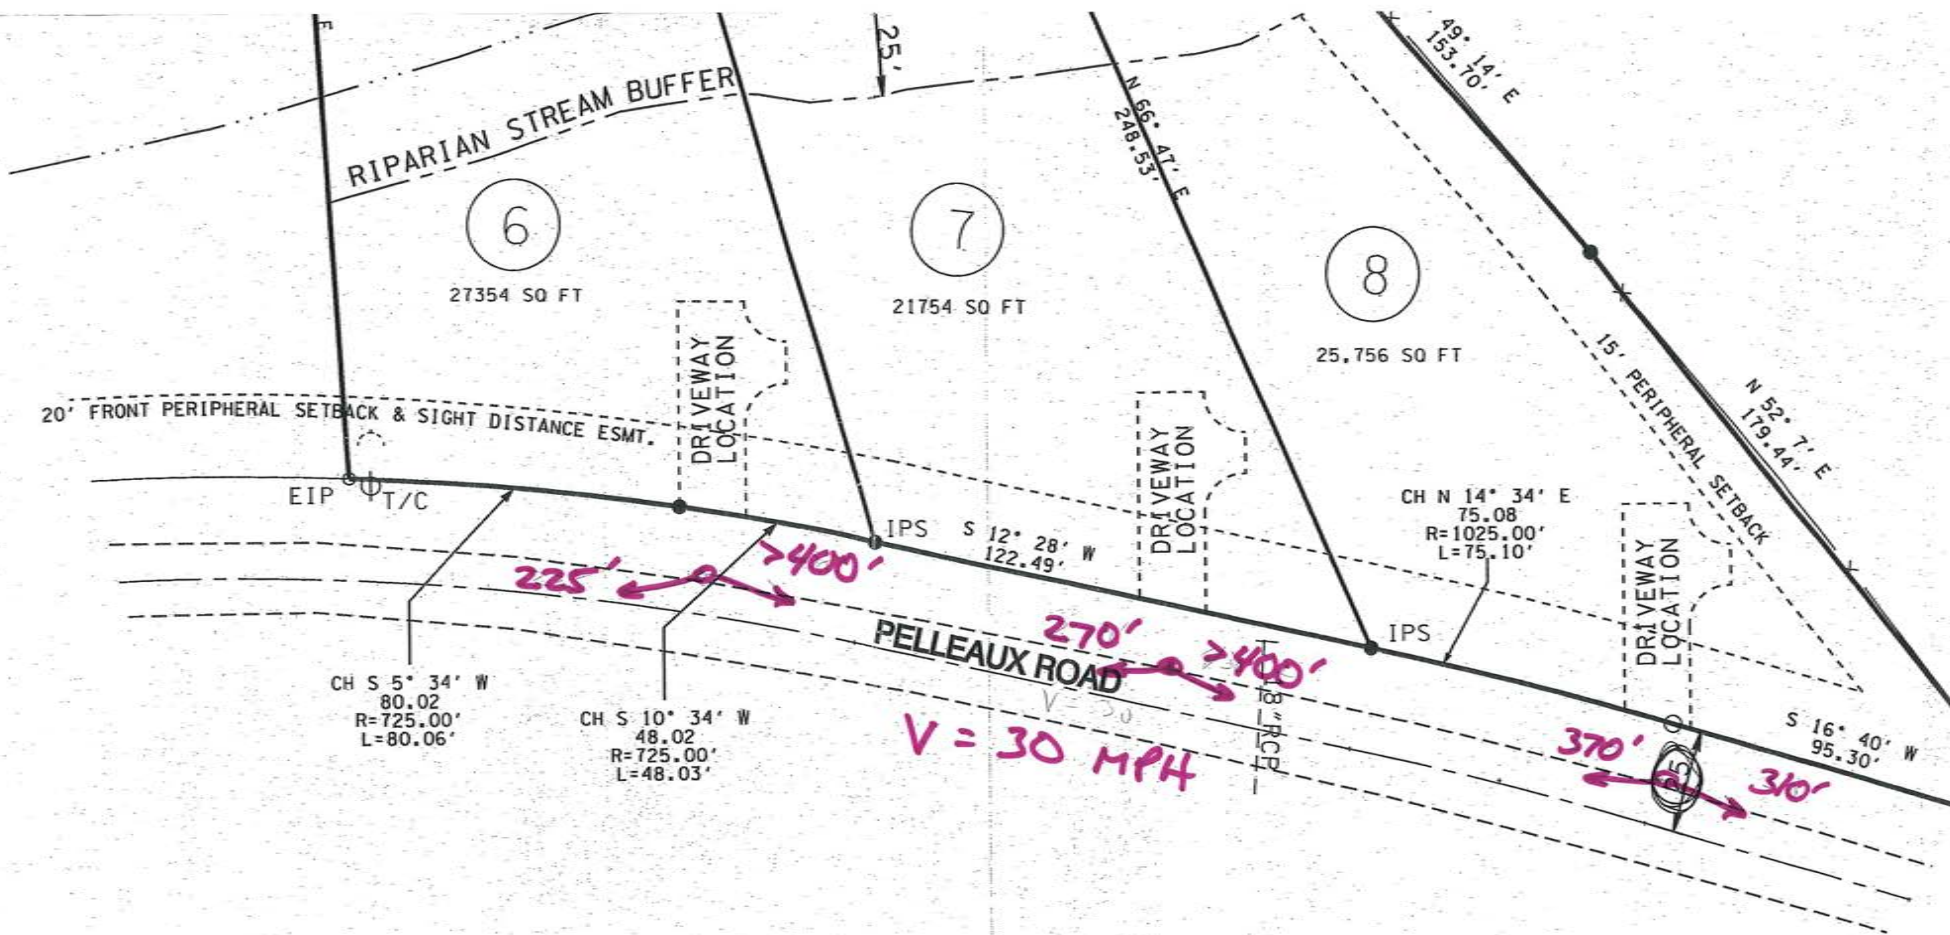 E
25'
49° 14' E
153.70'
RIPARIAN STREAM BUFFER
N 66° 47' E
248.53'
6
27354 SQ FT
7
21754 SQ FT
8
25,756 SQ FT
15' PERIPHERAL SETBACK
N 52° 7' E
179.44'
20' FRONT PERIPHERAL SETBACK & SIGHT DISTANCE ESMT.
DRIVEWAY
LOCATION
DRIVEWAY
LOCATION
DRIVEWAY
LOCATION
EIP
T/C
IPS
S 12° 28' W
122.49'
CH N 14° 34' E
75.08
R=1025.00'
L=75.10'
IPS
225'
>400'
270'
>400'
PELLEAUX ROAD
V = 30
18"RCP
V = 30 MPH
CH S 5° 34' W
80.02
R=725.00'
L=80.06'
CH S 10° 34' W
48.02
R=725.00'
L=48.03'
370'
310'
S 16° 40' W
95.30'